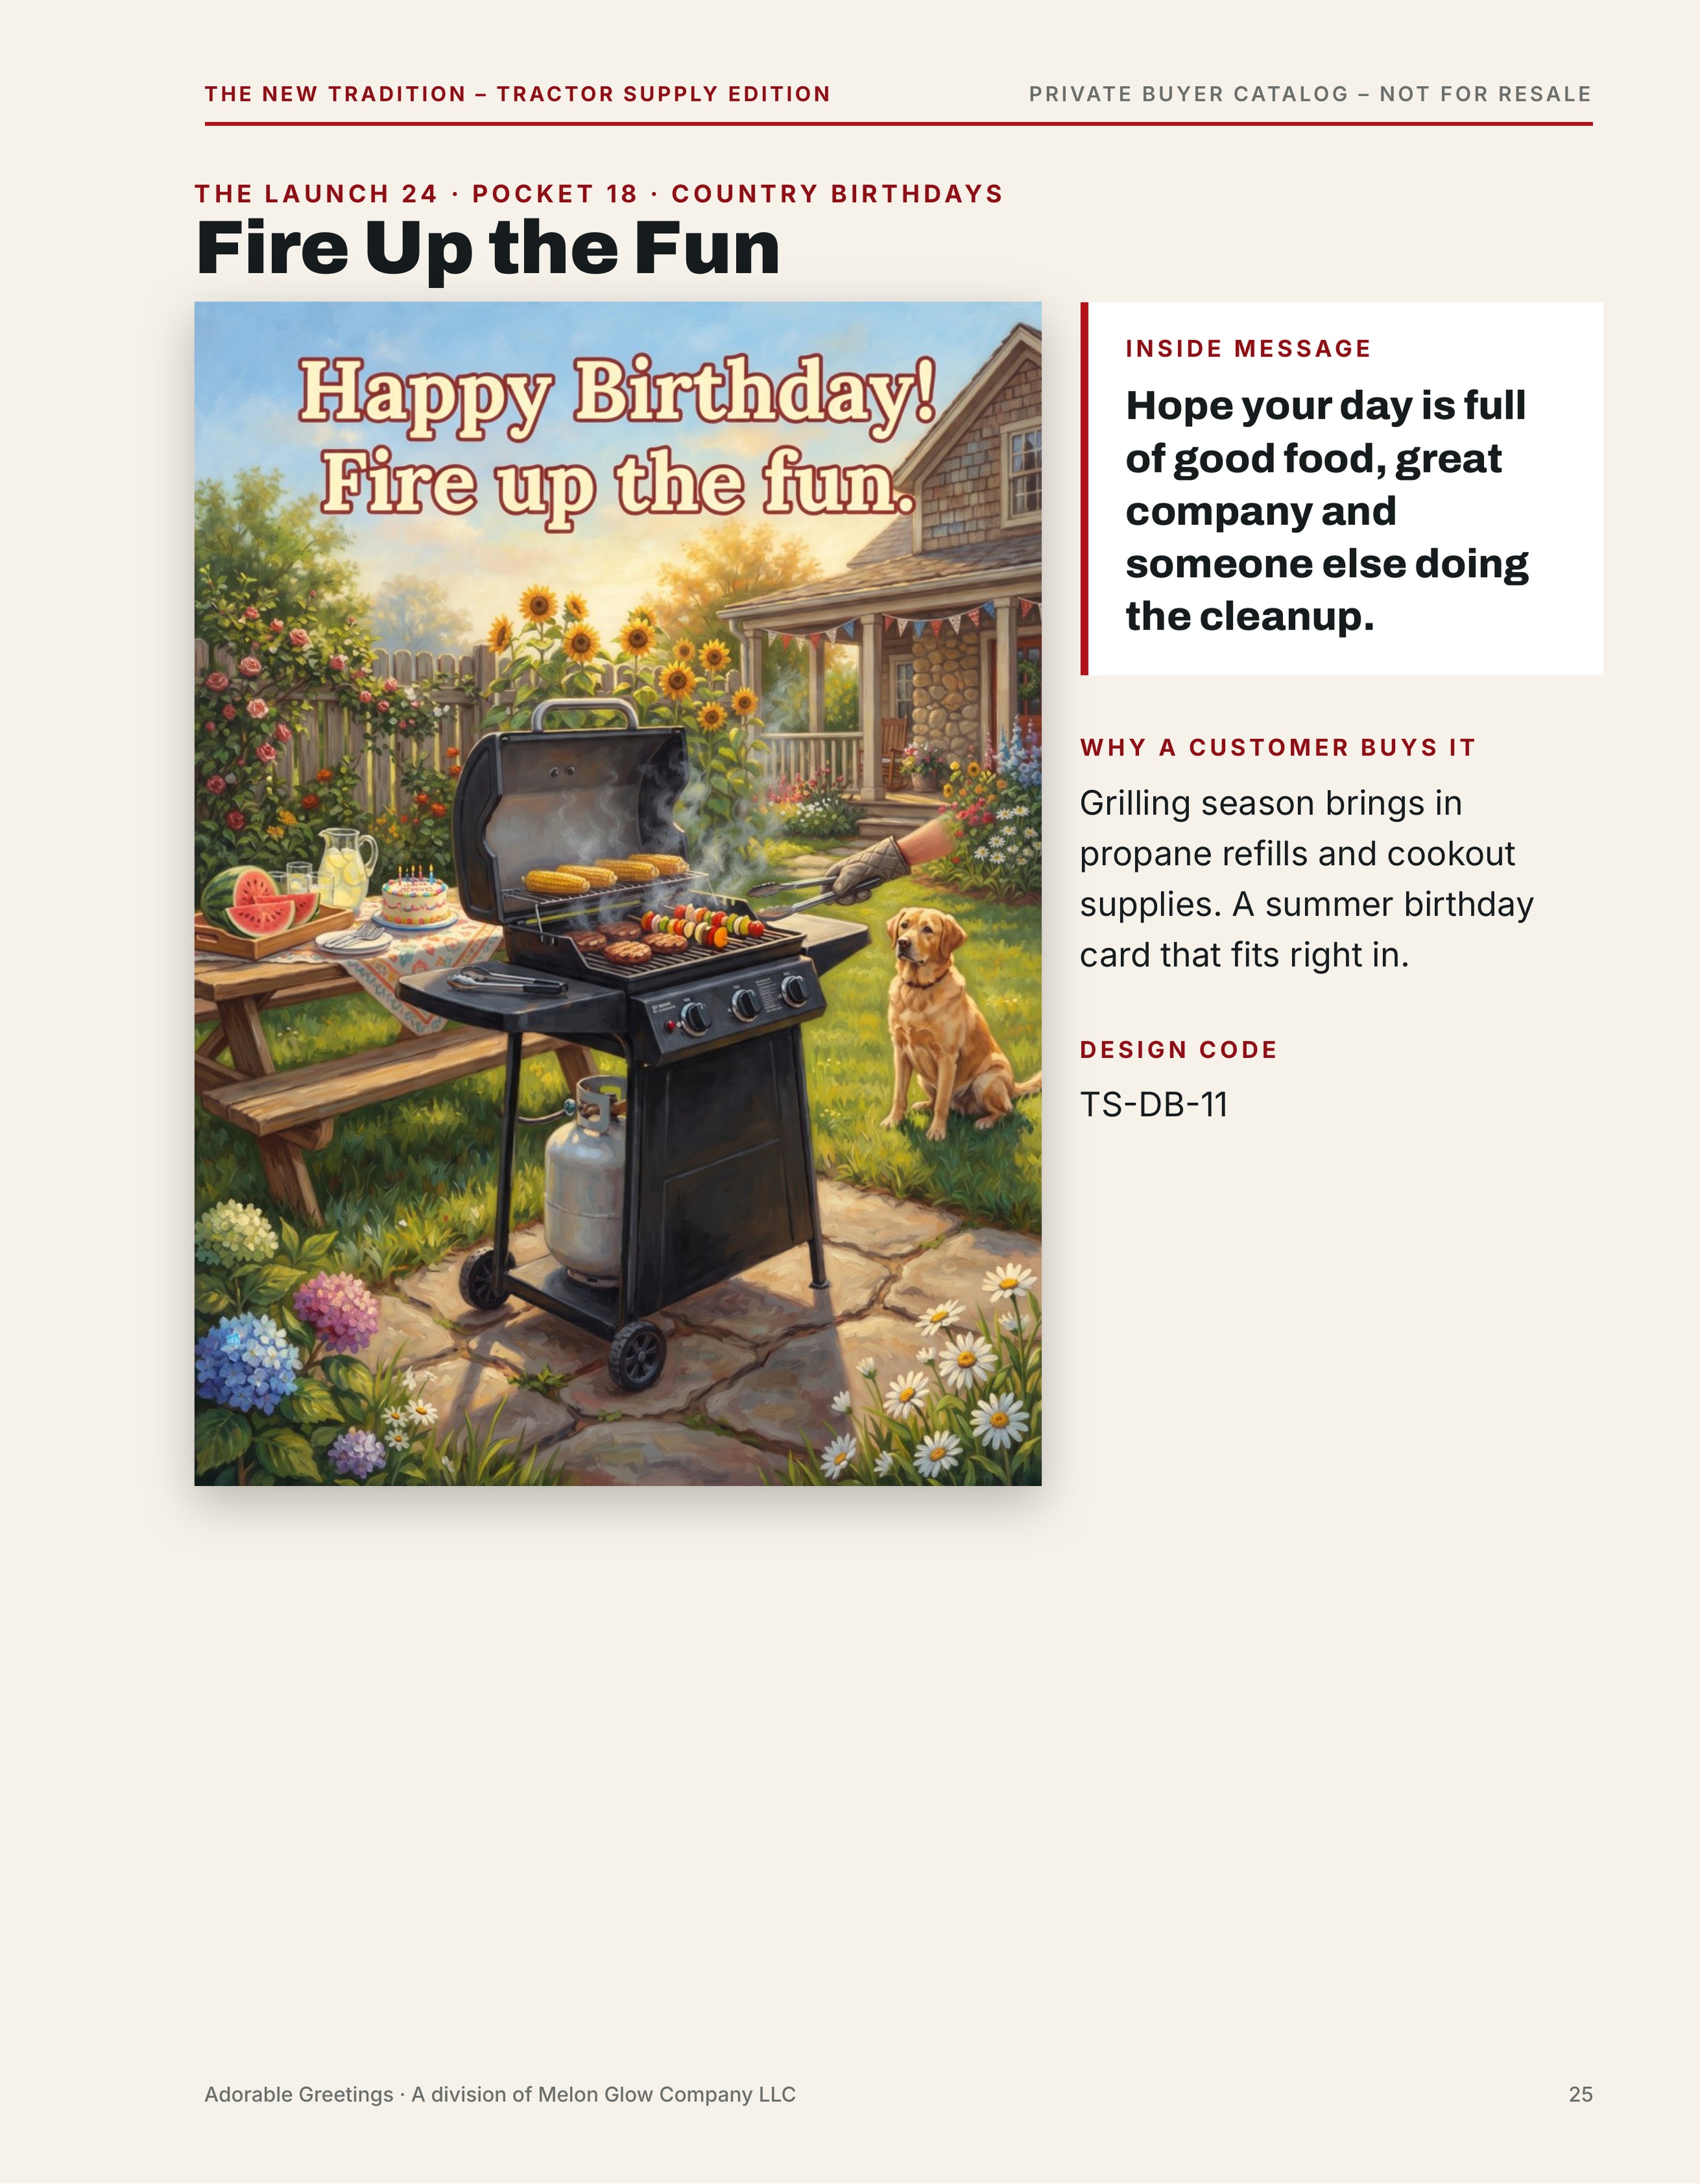 THE NEW TRADITION – TRACTOR SUPPLY EDITION
PRIVATE BUYER CATALOG – NOT FOR RESALE
THE LAUNCH 24 · POCKET 18 · COUNTRY BIRTHDAYS
Fire Up the Fun
Happy Birthday!
Fire up the fun.
INSIDE MESSAGE
Hope your day is full
of good food, great
company and
someone else doing
the cleanup.
WHY A CUSTOMER BUYS IT
Grilling season brings in
propane refills and cookout
supplies. A summer birthday
card that fits right in.
DESIGN CODE
TS-DB-11
Adorable Greetings · A division of Melon Glow Company LLC
25